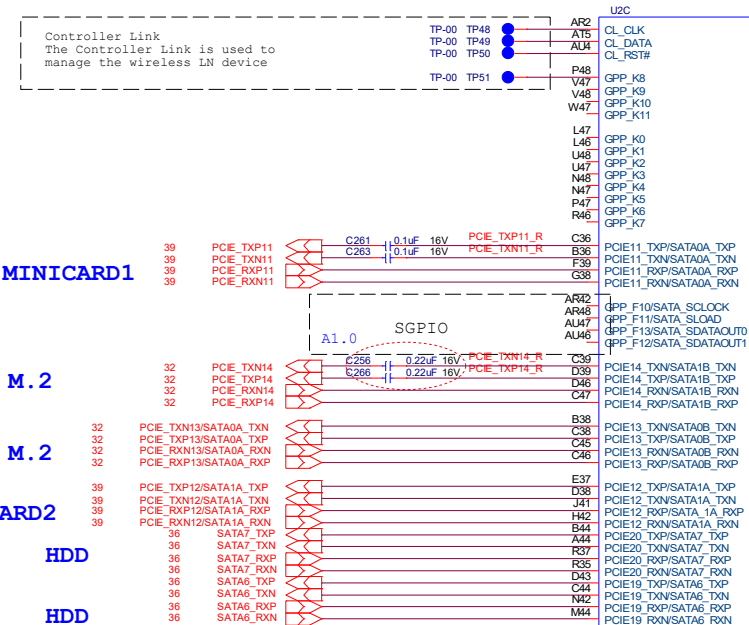 U2C
Controller Link
The Controller Link is used to
manage the wireless LN device
TP-00 TP48 AR2 CL_CLK
TP-00 TP49 AT5 CL_DATA
TP-00 TP50 AU4 CL_RST#
TP-00 TP51 P48 GPP_K8
V47 GPP_K9
V48 GPP_K10
W47 GPP_K11
L47 GPP_K0
L46 GPP_K1
U48 GPP_K2
U47 GPP_K3
N48 GPP_K4
N47 GPP_K5
P47 GPP_K6
R46 GPP_K7
MINICARD1
39 PCIE_TXP11 C261 0.1uF 16V PCIE_TXP11_R C36 PCIE11_TXP/SATA0A_TXP
39 PCIE_TXN11 C263 0.1uF 16V PCIE_TXN11_R B36 PCIE11_TXN/SATA0A_TXN
39 PCIE_RXP11 F39 PCIE11_RXP/SATA0A_RXP
39 PCIE_RXN11 G38 PCIE11_RXN/SATA0A_RXN
A1.0 SGPIO
AR42 GPP_F10/SATA_SCLOCK
AR48 GPP_F11/SATA_SLOAD
AU47 GPP_F13/SATA_SDATAOUT0
AU46 GPP_F12/SATA_SDATAOUT1
M.2
32 PCIE_TXN14 C256 0.22uF 16V PCIE_TXN14_R C39 PCIE14_TXN/SATA1B_TXN
32 PCIE_TXP14 C266 0.22uF 16V PCIE_TXP14_R D39 PCIE14_TXP/SATA1B_TXP
32 PCIE_RXN14 D46 PCIE14_RXN/SATA1B_RXN
32 PCIE_RXP14 C47 PCIE14_RXP/SATA1B_RXP
M.2
32 PCIE_TXN13/SATA0A_TXN B38 PCIE13_TXN/SATA0B_TXN
32 PCIE_TXP13/SATA0A_TXP C38 PCIE13_TXP/SATA0B_TXP
32 PCIE_RXN13/SATA0A_RXN C45 PCIE13_RXN/SATA0B_RXN
32 PCIE_RXP13/SATA0A_RXP C46 PCIE13_RXP/SATA0B_RXP
ARD2
39 PCIE_TXP12/SATA1A_TXP E37 PCIE12_TXP/SATA1A_TXP
39 PCIE_TXN12/SATA1A_TXN D38 PCIE12_TXN/SATA1A_TXN
39 PCIE_RXP12/SATA1A_RXP J41 PCIE12_RXP/SATA_1A_RXP
39 PCIE_RXN12/SATA1A_RXN H42 PCIE12_RXN/SATA1A_RXN
HDD
36 SATA7_TXP B44 PCIE20_TXP/SATA7_TXP
36 SATA7_TXN A44 PCIE20_TXN/SATA7_TXN
36 SATA7_RXP R37 PCIE20_RXP/SATA7_RXP
36 SATA7_RXN R35 PCIE20_RXN/SATA7_RXN
HDD
36 SATA6_TXP D43 PCIE19_TXP/SATA6_TXP
36 SATA6_TXN C44 PCIE19_TXN/SATA6_TXN
36 SATA6_RXP N42 PCIE19_RXP/SATA6_RXP
36 SATA6_RXN M44 PCIE19_RXN/SATA6_RXN